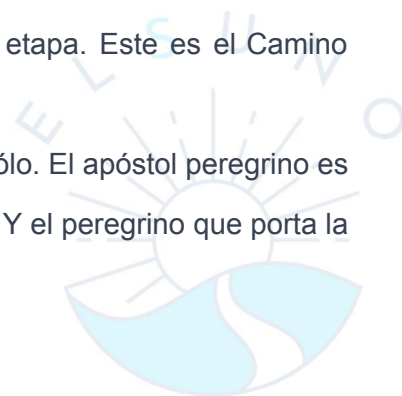 etapa. Este es el Camino
ólo. El apóstol peregrino es
Y el peregrino que porta la
E L S U N O